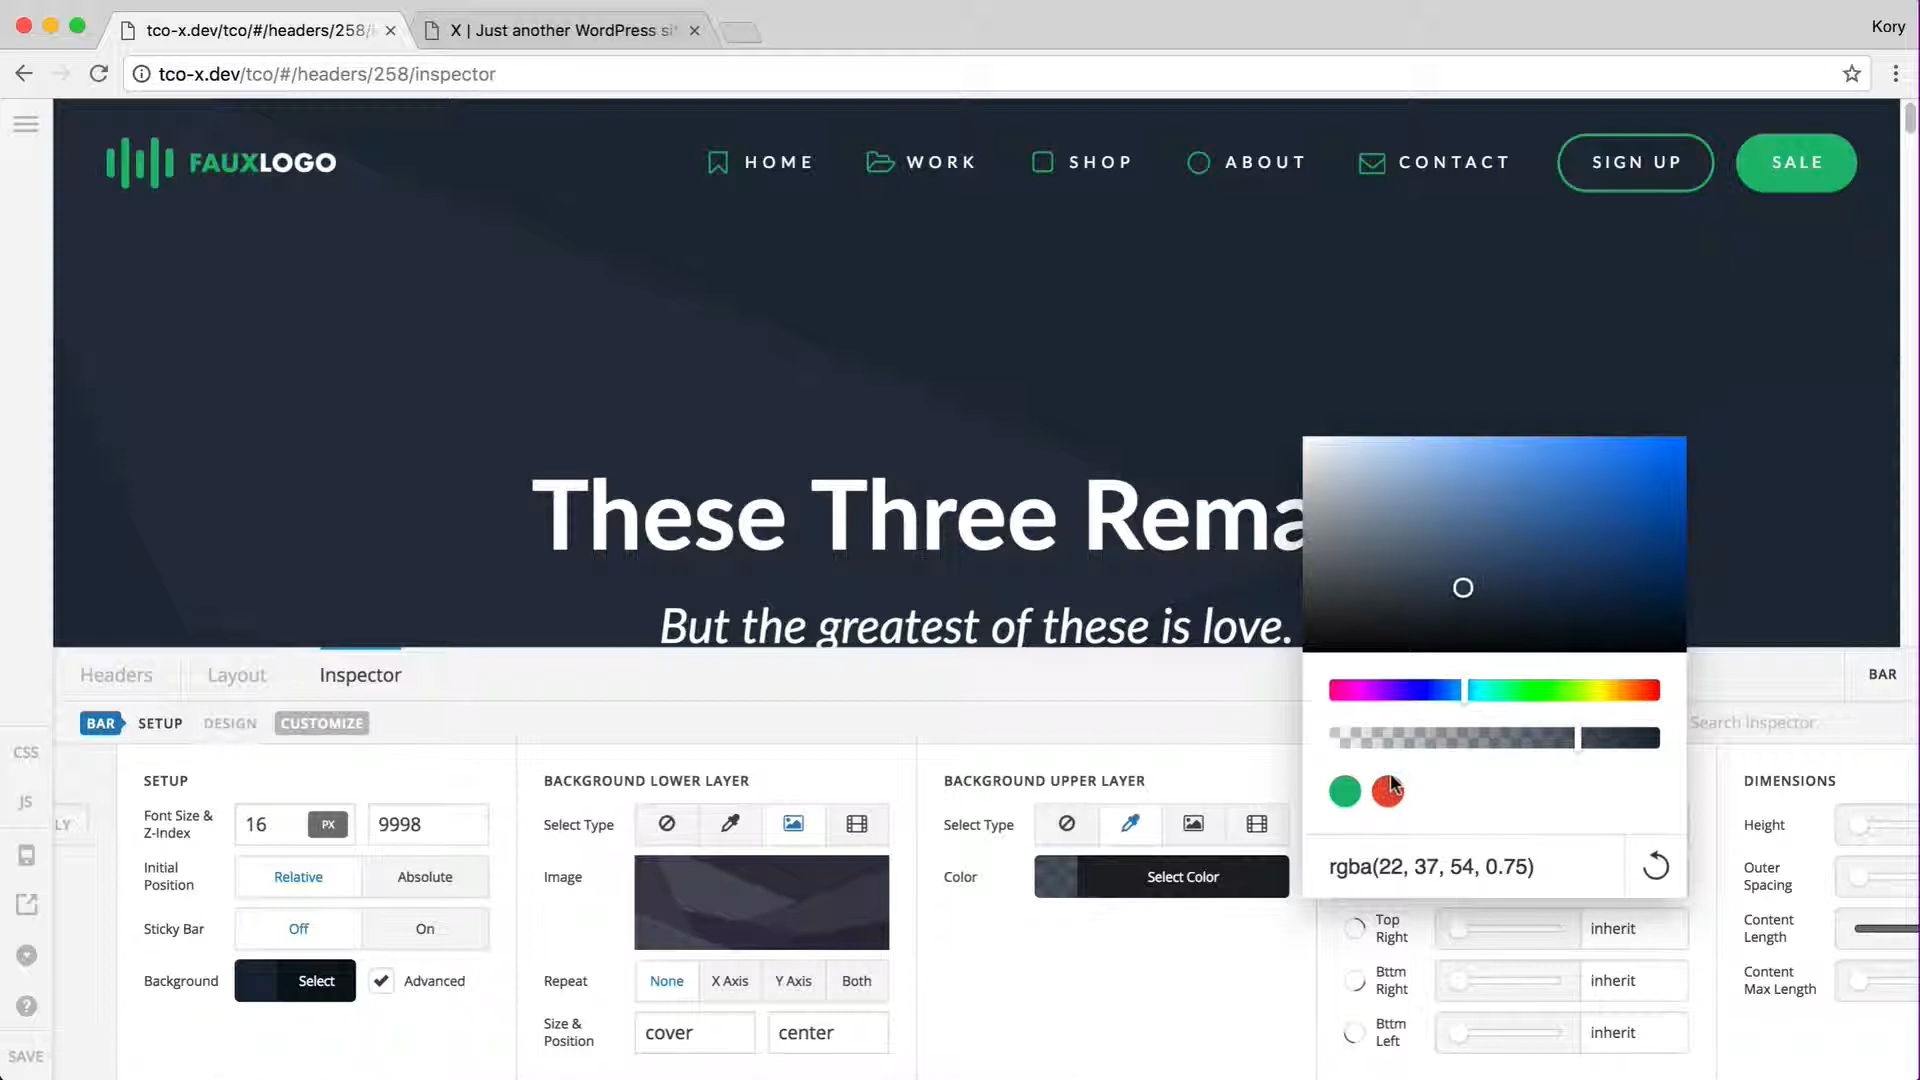 tco-x.dev/tco/#/headers/258/
X | Just another WordPress si
Kory
tco-x.dev/tco/#/headers/258/inspector
FAUXLOGO
HOME
WORK
SHOP
ABOUT
CONTACT
SIGN UP
SALE
These Three Rema
But the greatest of these is love.
Headers
Layout
Inspector
BAR
BAR
SETUP
DESIGN
CUSTOMIZE
Search Inspector
CSS
JS
SAVE
LY
SETUP
Font Size &
Z-Index
16
PX
9998
Initial
Position
Relative
Absolute
Sticky Bar
Off
On
Background
Select
Advanced
BACKGROUND LOWER LAYER
Select Type
Image
Repeat
None
X Axis
Y Axis
Both
Size &
Position
cover
center
BACKGROUND UPPER LAYER
Select Type
Color
Select Color
rgba(22, 37, 54, 0.75)
Top
Right
inherit
Bttm
Right
inherit
Bttm
Left
inherit
DIMENSIONS
Height
Outer
Spacing
Content
Length
Content
Max Length